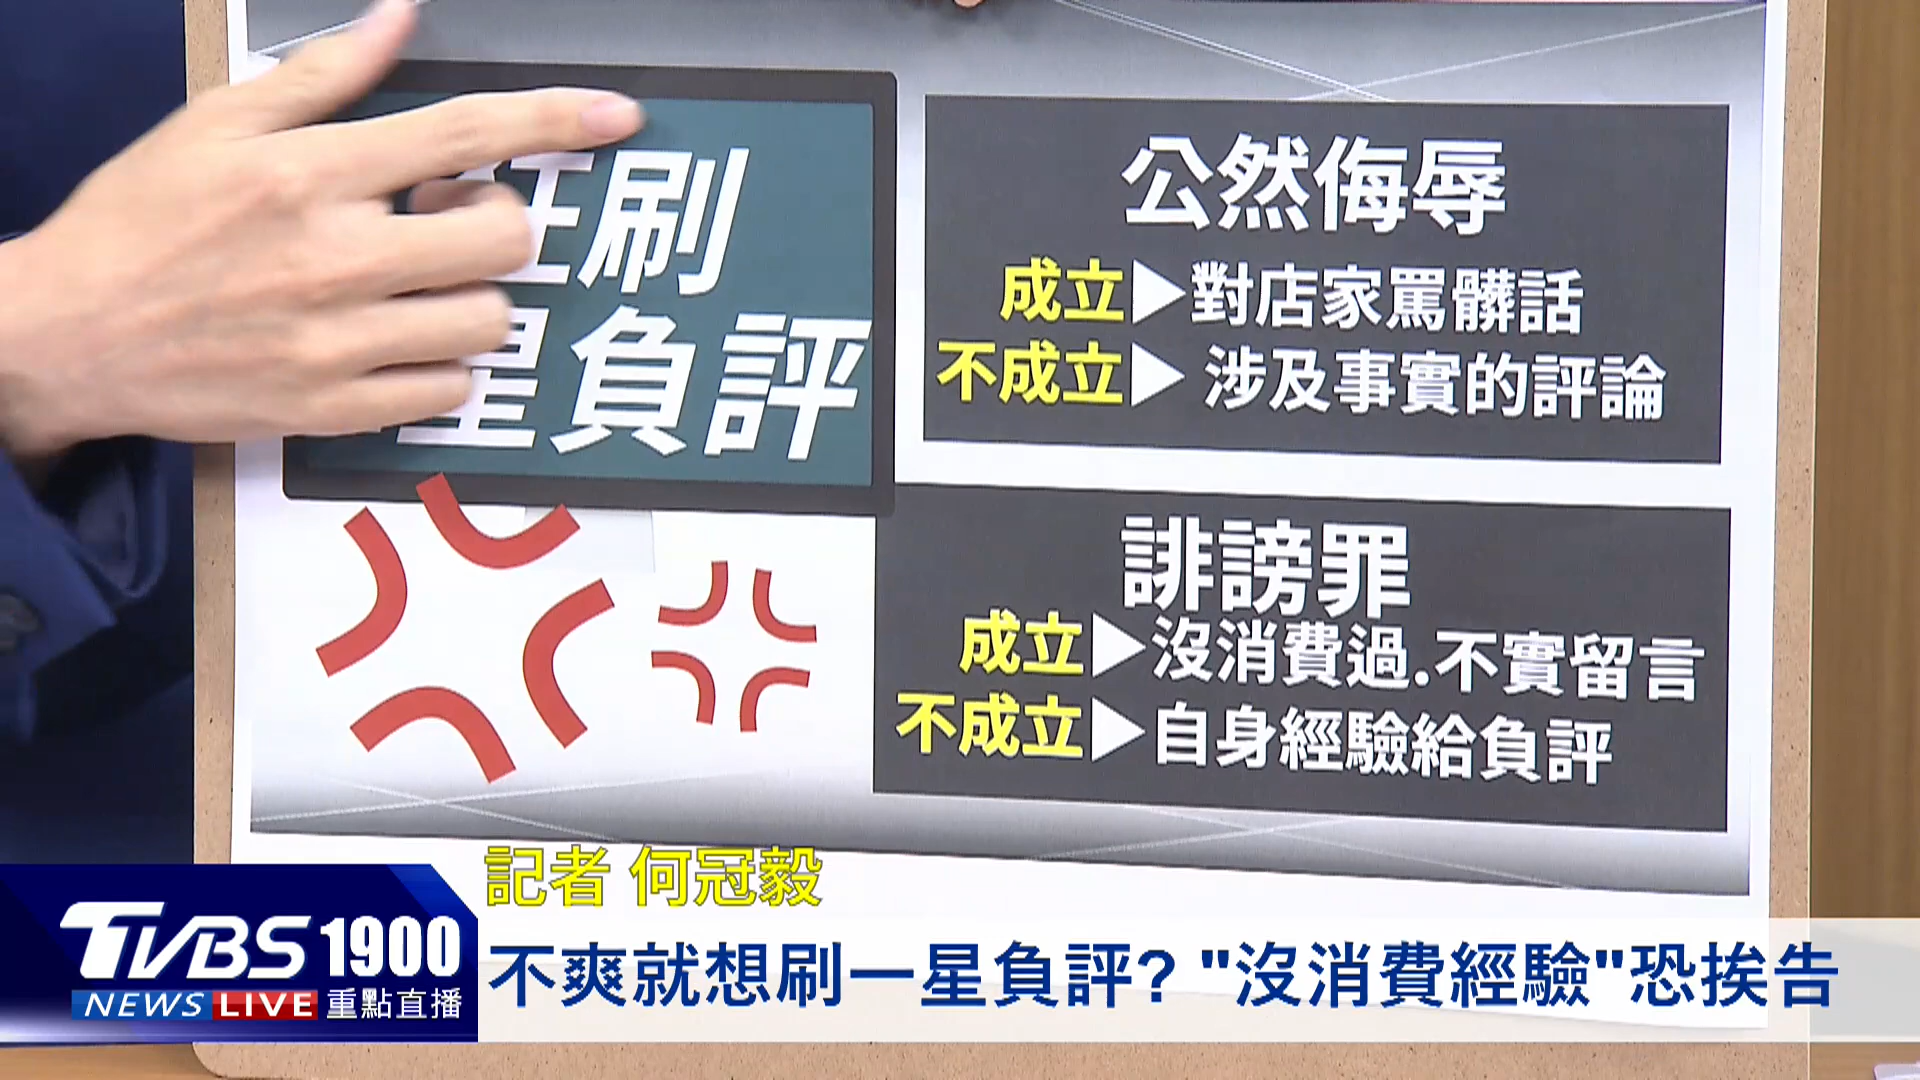 刷
星負評
公然侮辱
成立▶對店家罵髒話
不成立▶涉及事實的評論
誹謗罪
成立▶沒消費過.不實留言
不成立▶自身經驗給負評
記者 何冠毅
TVBS 1900
NEWS LIVE 重點直播
不爽就想刷一星負評? "沒消費經驗"恐挨告